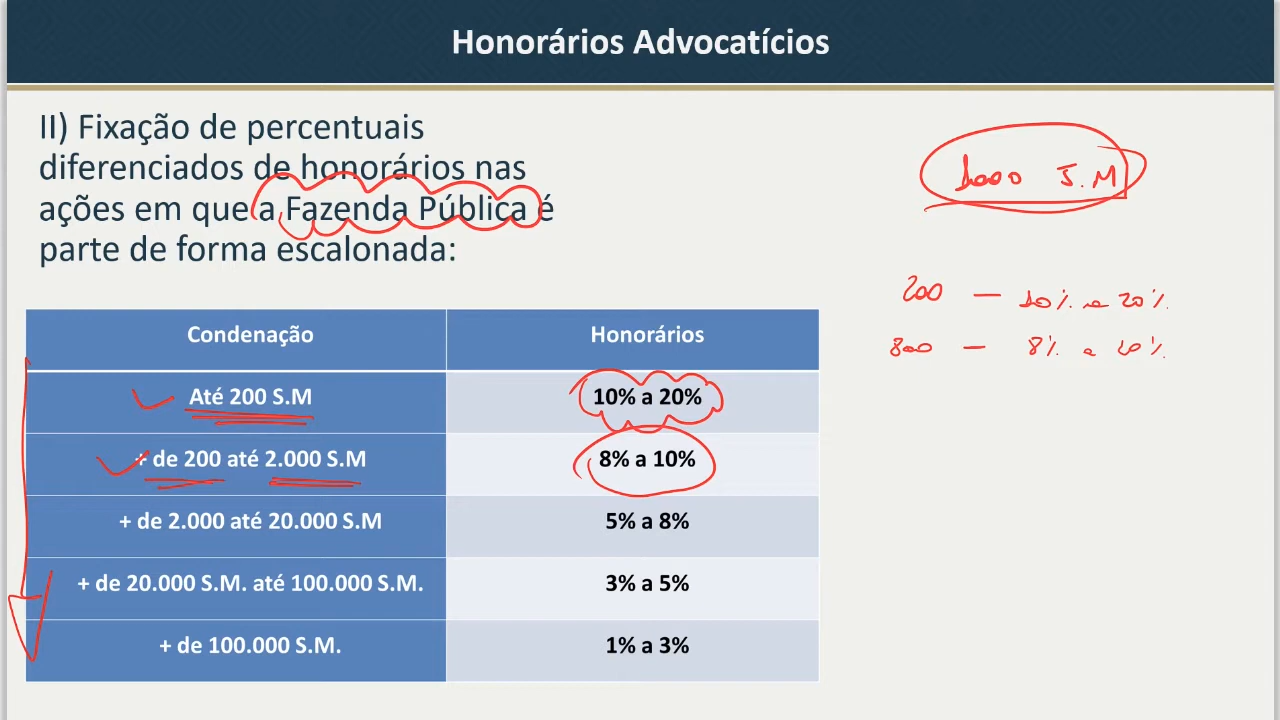 Honorários Advocatícios
II) Fixação de percentuais
diferenciados de honorários nas
ações em que a Fazenda Pública é
parte de forma escalonada:
Condenação Honorários
Até 200 S.M 10% a 20%
+ de 200 até 2.000 S.M 8% a 10%
+ de 2.000 até 20.000 S.M 5% a 8%
+ de 20.000 S.M. até 100.000 S.M. 3% a 5%
+ de 100.000 S.M. 1% a 3%
1000 S.M
200 — 10% a 20%
800 — 8% a 10%